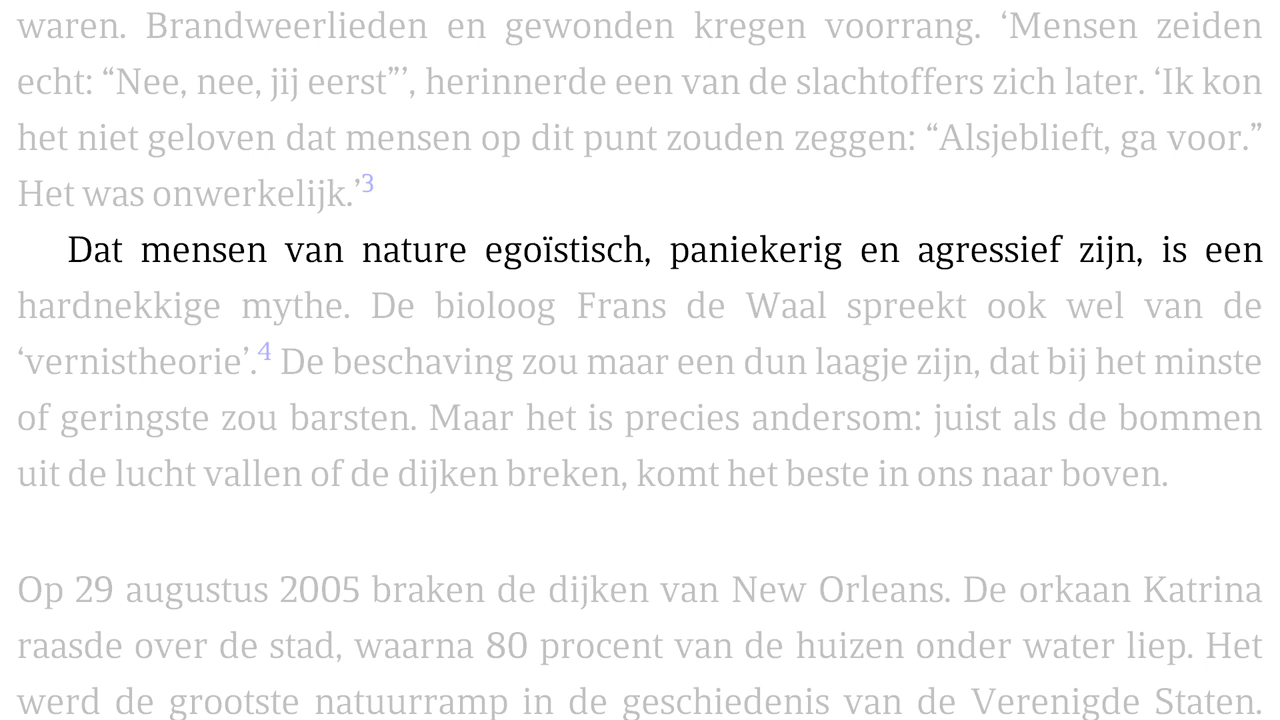 waren. Brandweerlieden en gewonden kregen voorrang. ‘Mensen zeiden
echt: “Nee, nee, jij eerst”’, herinnerde een van de slachtoffers zich later. ‘Ik kon
het niet geloven dat mensen op dit punt zouden zeggen: “Alsjeblieft, ga voor.”
Het was onwerkelijk.’3
Dat mensen van nature egoïstisch, paniekerig en agressief zijn, is een
hardnekkige mythe. De bioloog Frans de Waal spreekt ook wel van de
‘vernistheorie’.4 De beschaving zou maar een dun laagje zijn, dat bij het minste
of geringste zou barsten. Maar het is precies andersom: juist als de bommen
uit de lucht vallen of de dijken breken, komt het beste in ons naar boven.
Op 29 augustus 2005 braken de dijken van New Orleans. De orkaan Katrina
raasde over de stad, waarna 80 procent van de huizen onder water liep. Het
werd de grootste natuurramp in de geschiedenis van de Verenigde Staten.